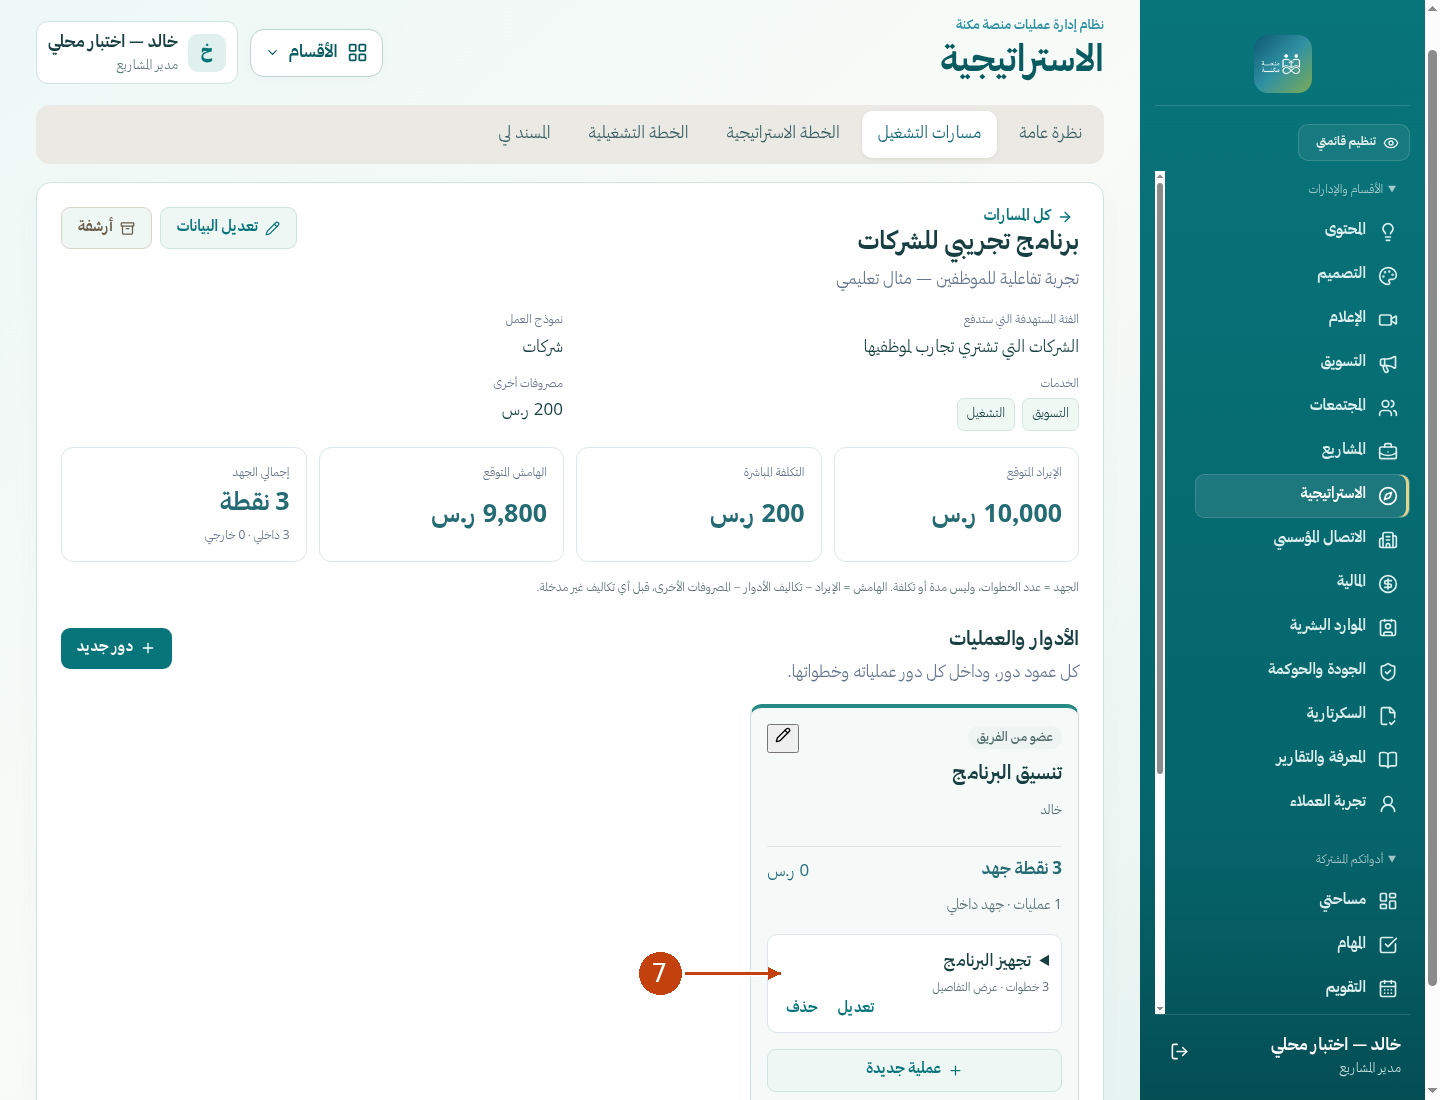 منصة
مكنة
تنظيم قائمتي
▼ الأقسام والإدارات
المحتوى
التصميم
الإعلام
التسويق
المجتمعات
المشاريع
الاستراتيجية
الاتصال المؤسسي
المالية
الموارد البشرية
الجودة والحوكمة
السكرتارية
المعرفة والتقارير
تجربة العملاء
▼ أدواتكم المشتركة
مساحتي
المهام
التقويم
خالد — اختبار محلي
مدير المشاريع
نظام إدارة عمليات منصة مكنة
الاستراتيجية
الأقسام
خ
خالد — اختبار محلي
مدير المشاريع
نظرة عامة
مسارات التشغيل
الخطة الاستراتيجية
الخطة التشغيلية
المسند لي
كل المسارات
برنامج تجريبي للشركات
تجربة تفاعلية للموظفين — مثال تعليمي
تعديل البيانات
أرشفة
الفئة المستهدفة التي ستدفع
الشركات التي تشتري تجارب لموظفيها
نموذج العمل
شركات
الخدمات
التسويق
التشغيل
مصروفات أخرى
200 ر.س
الإيراد المتوقع
10,000 ر.س
التكلفة المباشرة
200 ر.س
الهامش المتوقع
9,800 ر.س
إجمالي الجهد
3 نقطة
3 داخلي · 0 خارجي
الجهد = عدد الخطوات، وليس مدة أو تكلفة. الهامش = الإيراد − تكاليف الأدوار − المصروفات الأخرى، قبل أي تكاليف غير مدخلة.
الأدوار والعمليات
كل عمود دور، وداخل كل دور عملياته وخطواتها.
+ دور جديد
عضو من الفريق
تنسيق البرنامج
خالد
3 نقطة جهد
0 ر.س
1 عمليات · جهد داخلي
تجهيز البرنامج
3 خطوات · عرض التفاصيل
تعديل
حذف
+ عملية جديدة
7